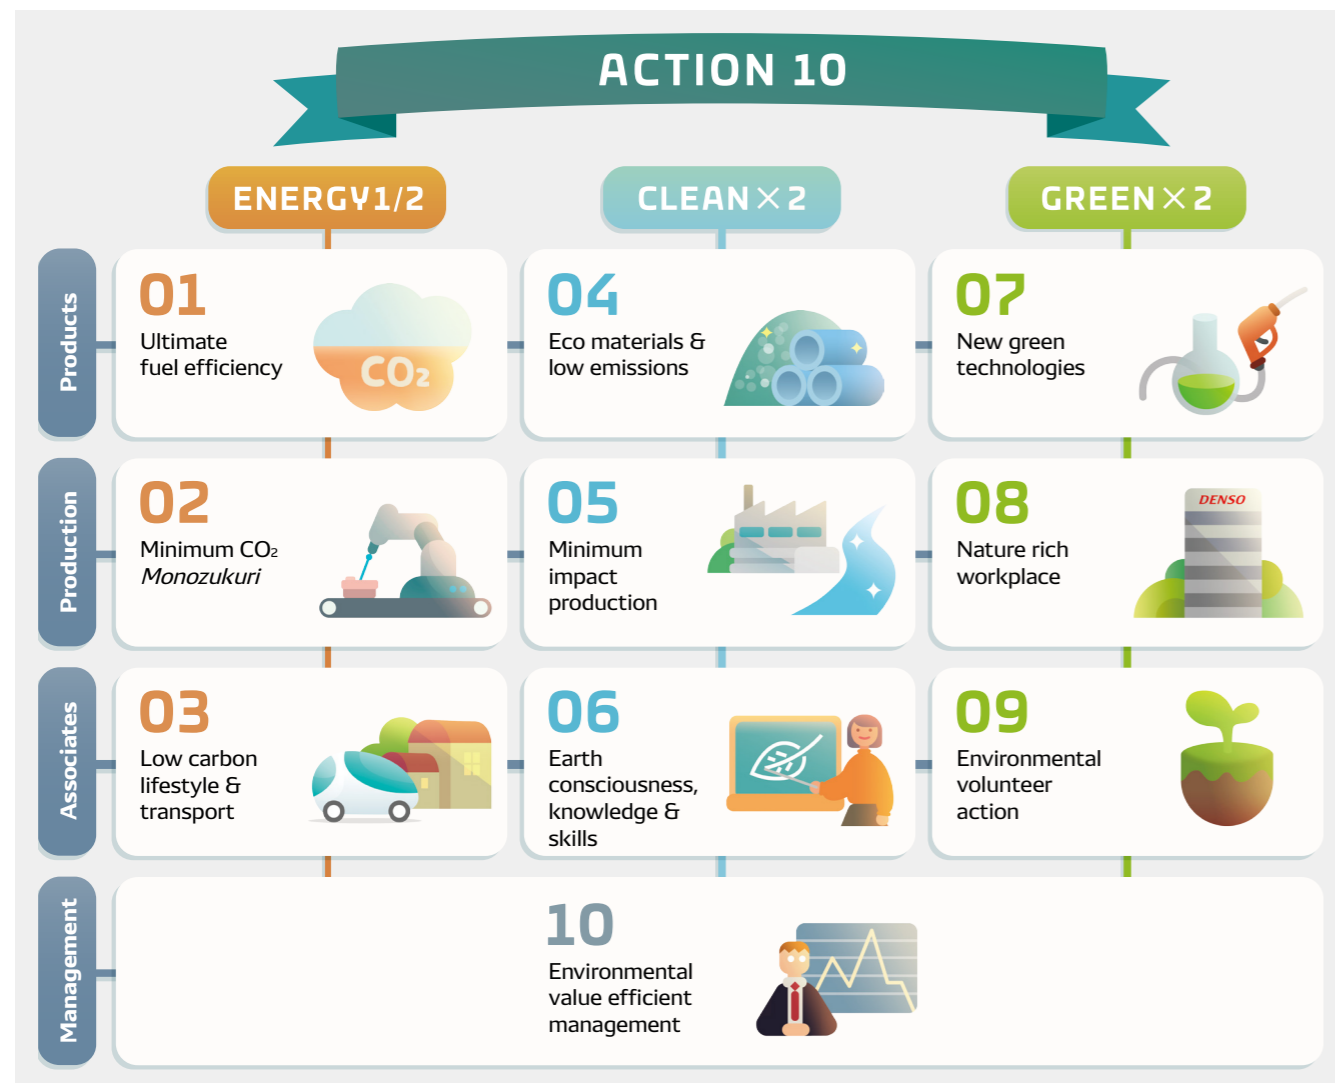 ACTION 10
ENERGY1/2
CLEAN×2
GREEN×2
Products
01
Ultimate
fuel efficiency
CO₂
04
Eco materials &
low emissions
07
New green
technologies
Production
02
Minimum CO₂
Monozukuri
05
Minimum
impact
production
08
Nature rich
workplace
DENSO
Associates
03
Low carbon
lifestyle &
transport
06
Earth
consciousness,
knowledge &
skills
09
Environmental
volunteer
action
Management
10
Environmental
value efficient
management